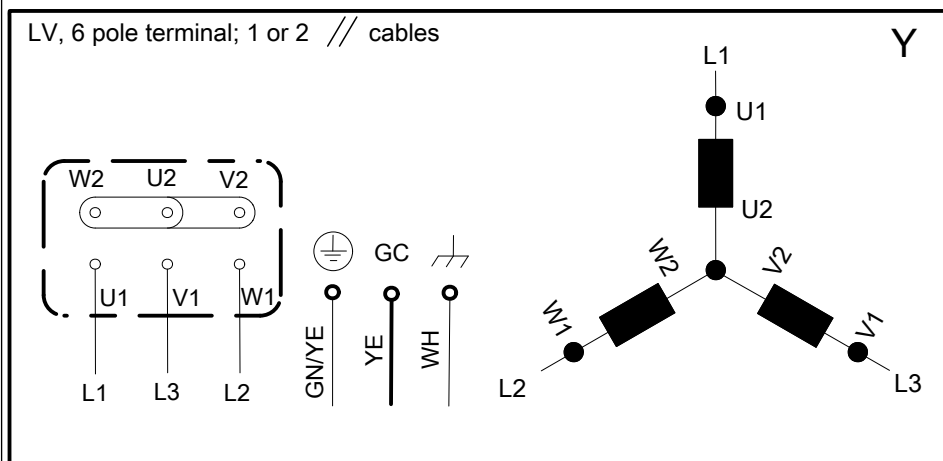 LV, 6 pole terminal; 1 or 2 // cables
Y
W2 U2 V2
U1 V1 W1
L1 L3 L2
GC
GN/YE YE WH
L1
U1
U2
W2 V2
W1 V1
L2 L3